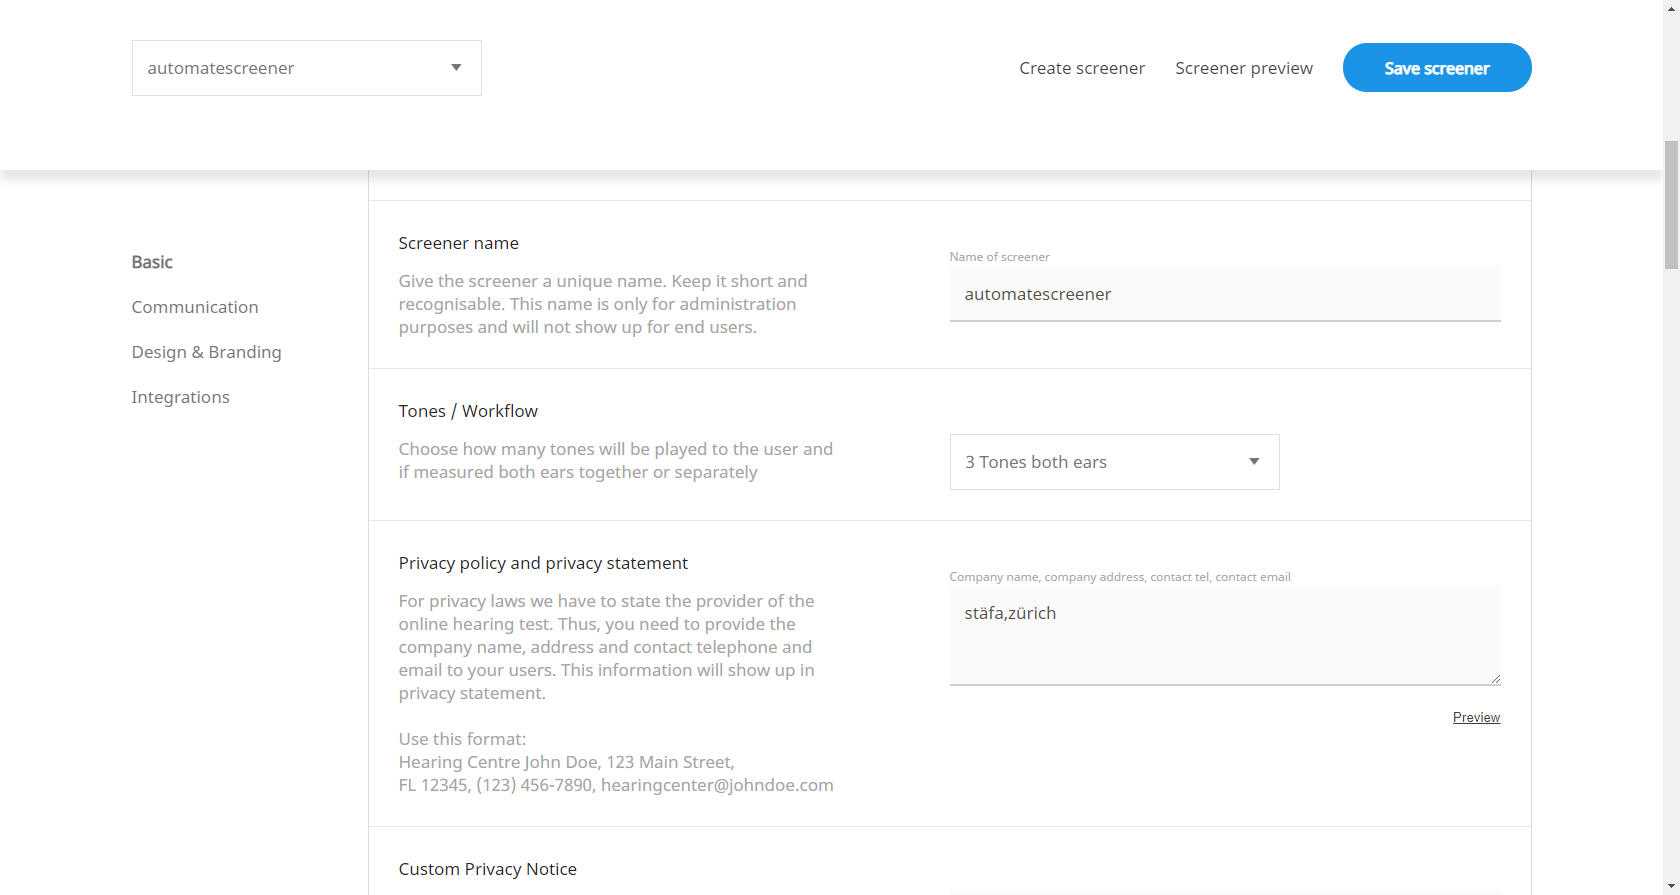 automatescreener
Create screener
Screener preview
Save screener
Basic
Communication
Design & Branding
Integrations
Screener name
Give the screener a unique name. Keep it short and
recognisable. This name is only for administration
purposes and will not show up for end users.
Name of screener
automatescreener
Tones / Workflow
Choose how many tones will be played to the user and
if measured both ears together or separately
3 Tones both ears
Privacy policy and privacy statement
For privacy laws we have to state the provider of the
online hearing test. Thus, you need to provide the
company name, address and contact telephone and
email to your users. This information will show up in
privacy statement.
Use this format:
Hearing Centre John Doe, 123 Main Street,
FL 12345, (123) 456-7890, hearingcenter@johndoe.com
Company name, company address, contact tel, contact email
stäfa,zürich
Preview
Custom Privacy Notice